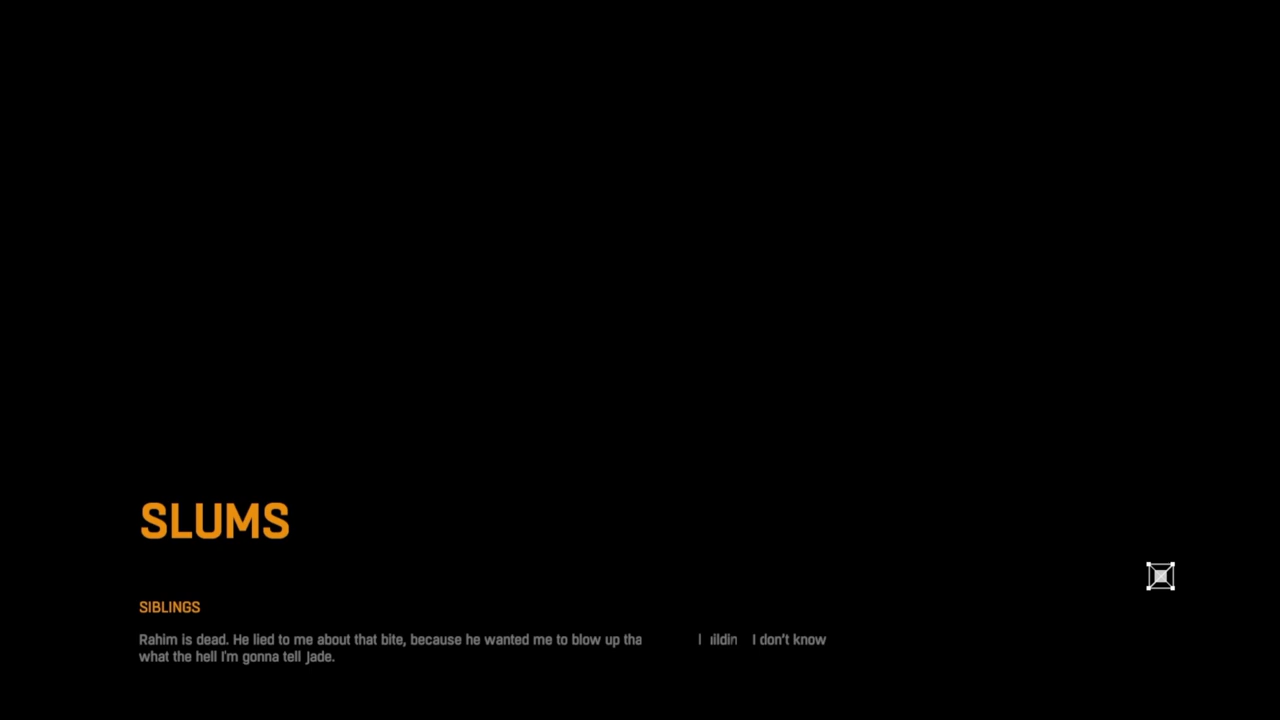 SLUMS
SIBLINGS
Rahim is dead. He lied to me about that bite, because he wanted me to blow up I don't know
what the hell I'm gonna tell Jade.